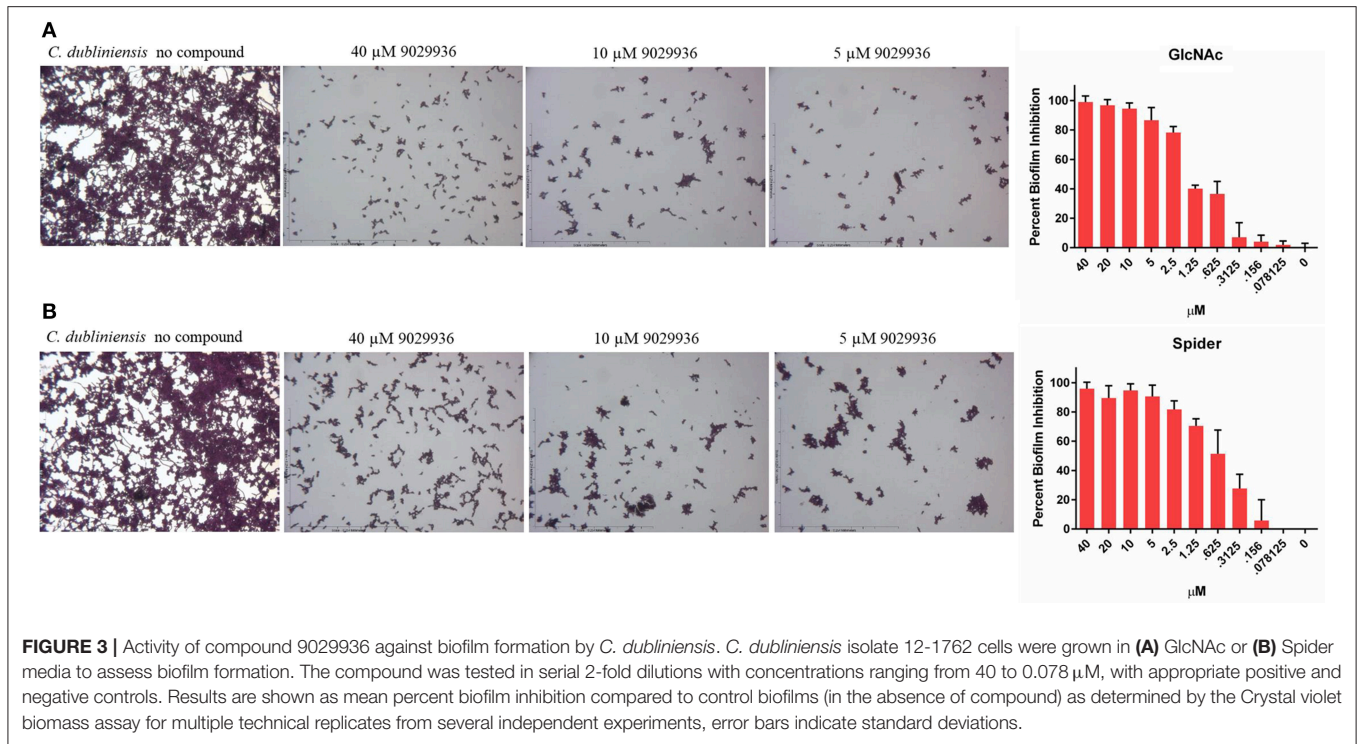 A
C. dubliniensis no compound
40 µM 9029936
10 µM 9029936
5 µM 9029936
GlcNAc
Percent Biofilm Inhibition
100
80
60
40
20
0
40
20
10
5
2.5
1.25
.625
.3125
.156
.078125
0
µM
B
C. dubliniensis no compound
40 µM 9029936
10 µM 9029936
5 µM 9029936
Spider
Percent Biofilm Inhibition
100
80
60
40
20
0
40
20
10
5
2.5
1.25
.625
.3125
.156
.078125
0
µM
FIGURE 3 | Activity of compound 9029936 against biofilm formation by C. dubliniensis. C. dubliniensis isolate 12-1762 cells were grown in (A) GlcNAc or (B) Spider
media to assess biofilm formation. The compound was tested in serial 2-fold dilutions with concentrations ranging from 40 to 0.078 µM, with appropriate positive and
negative controls. Results are shown as mean percent biofilm inhibition compared to control biofilms (in the absence of compound) as determined by the Crystal violet
biomass assay for multiple technical replicates from several independent experiments, error bars indicate standard deviations.